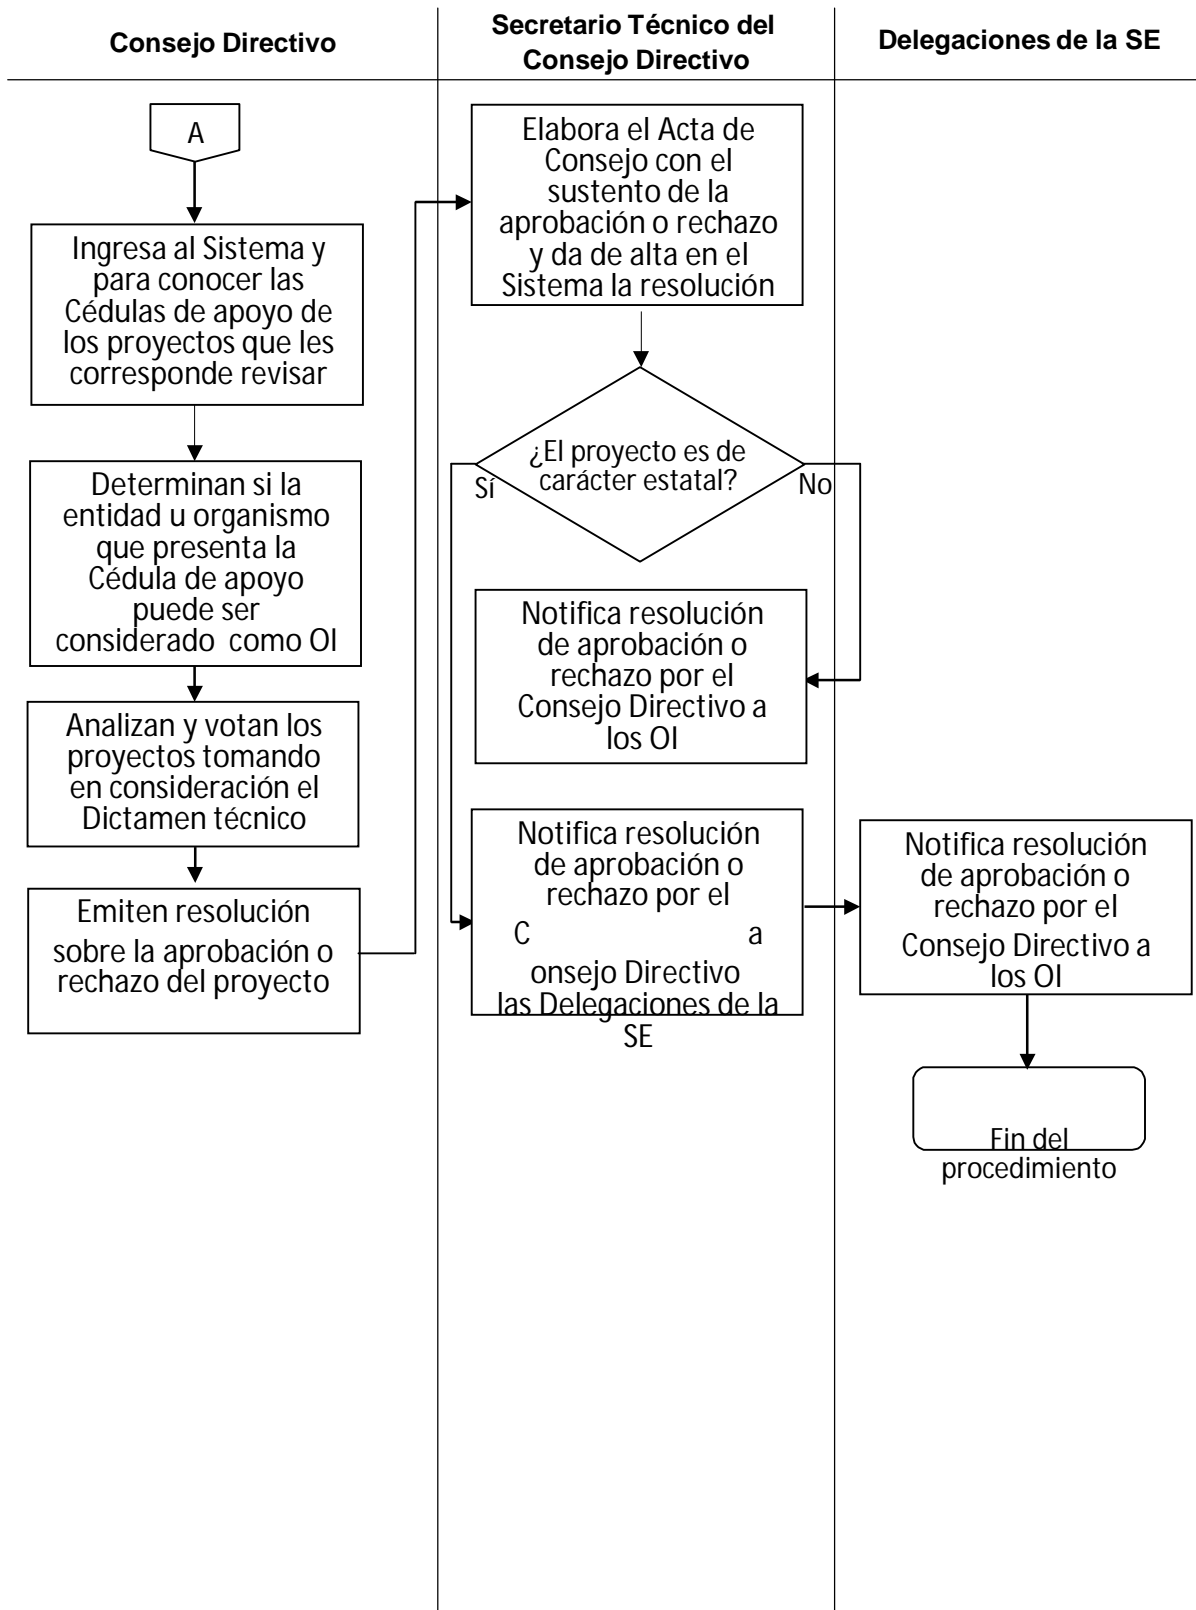 Consejo Directivo
Secretario Técnico del
Consejo Directivo
Delegaciones de la SE
A
Ingresa al Sistema y
para conocer las
Cédulas de apoyo de
los proyectos que les
corresponde revisar
Determinan si la
entidad u organismo
que presenta la
Cédula de apoyo
puede ser
considerado como OI
Analizan y votan los
proyectos tomando
en consideración el
Dictamen técnico
Emiten resolución
sobre la aprobación o
rechazo del proyecto
Elabora el Acta de
Consejo con el
sustento de la
aprobación o rechazo
y da de alta en el
Sistema la resolución
¿El proyecto es de
carácter estatal?
Sí
No
Notifica resolución
de aprobación o
rechazo por el
Consejo Directivo a
los OI
Notifica resolución
de aprobación o
rechazo por el
C a
onsejo Directivo
las Delegaciones de la
SE
Notifica resolución
de aprobación o
rechazo por el
Consejo Directivo a
los OI
Fin del
procedimiento